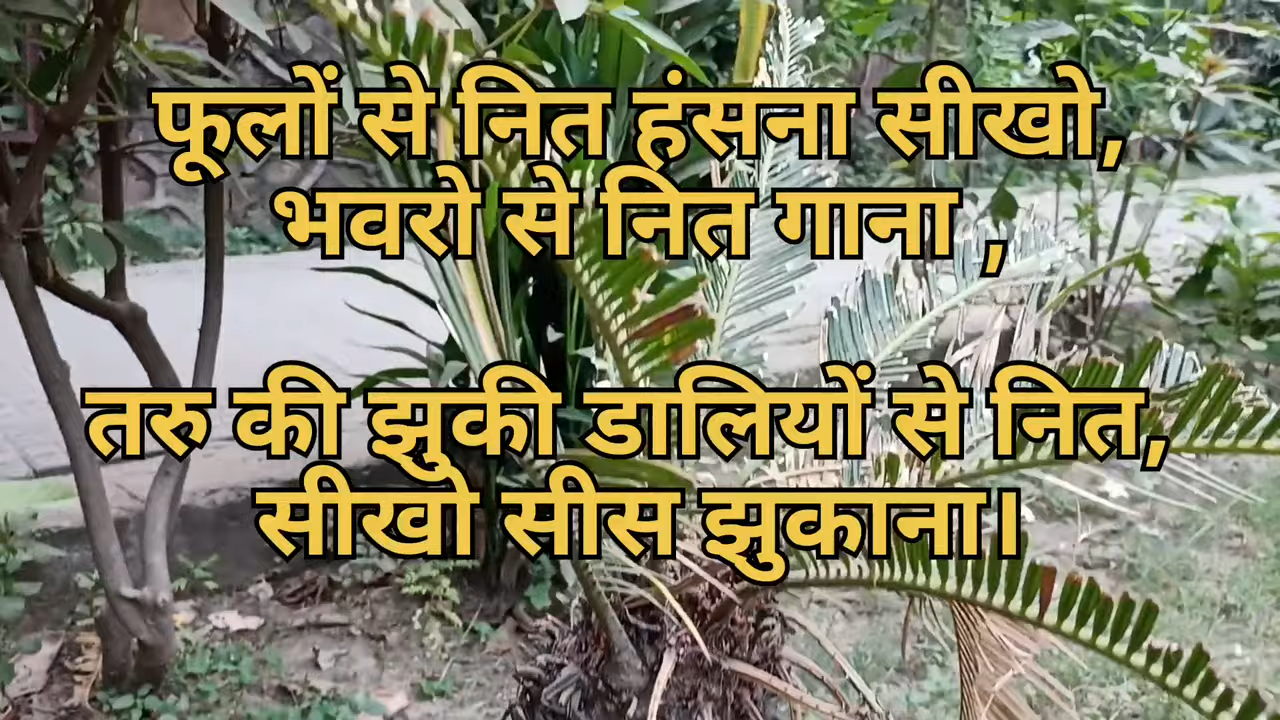 फूलों से नित हंसना सीखो,
भवरो से नित गाना ,
तरु की झुकी डालियों से नित,
सीखो सीस झुकाना।